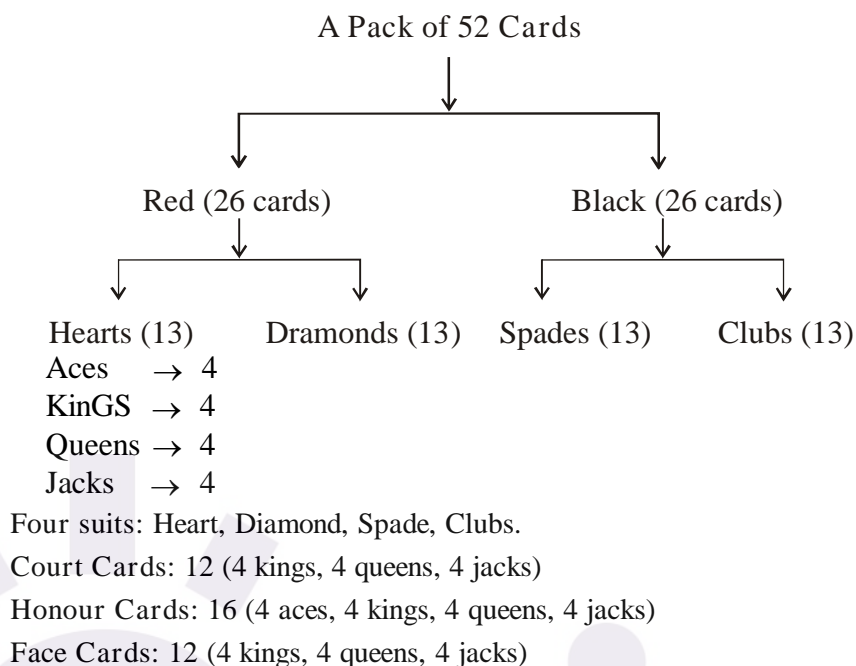 A Pack of 52 Cards
Red (26 cards) Black (26 cards)
Hearts (13) Dramonds (13) Spades (13) Clubs (13)
Aces → 4
KinGS → 4
Queens → 4
Jacks → 4
Four suits: Heart, Diamond, Spade, Clubs.
Court Cards: 12 (4 kings, 4 queens, 4 jacks)
Honour Cards: 16 (4 aces, 4 kings, 4 queens, 4 jacks)
Face Cards: 12 (4 kings, 4 queens, 4 jacks)